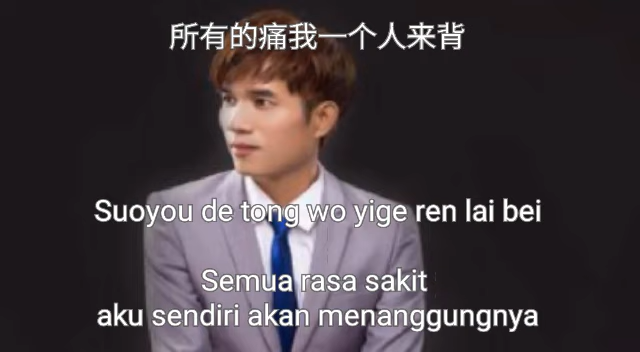 所有的痛我一个人来背
Suoyou de tong wo yige ren lai bei
Semua rasa sakit
aku sendiri akan menanggungnya